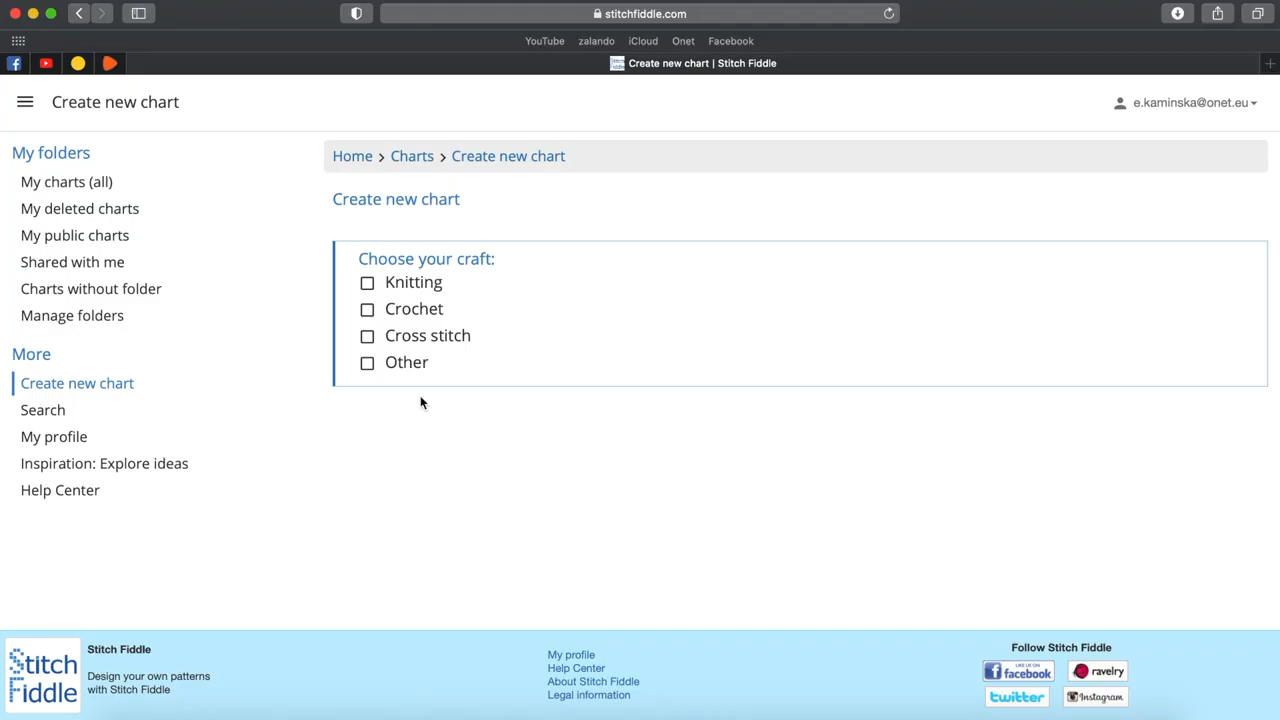 stitchfiddle.com
YouTube zalando iCloud Onet Facebook
Create new chart | Stitch Fiddle
Create new chart
e.kaminska@onet.eu
My folders
My charts (all)
My deleted charts
My public charts
Shared with me
Charts without folder
Manage folders
More
Create new chart
Search
My profile
Inspiration: Explore ideas
Help Center
Home > Charts > Create new chart
Create new chart
Choose your craft:
Knitting
Crochet
Cross stitch
Other
Stitch Fiddle
Stitch Fiddle
Design your own patterns
with Stitch Fiddle
My profile
Help Center
About Stitch Fiddle
Legal information
Follow Stitch Fiddle
LIKE US ON
facebook
ravelry
twitter
Instagram